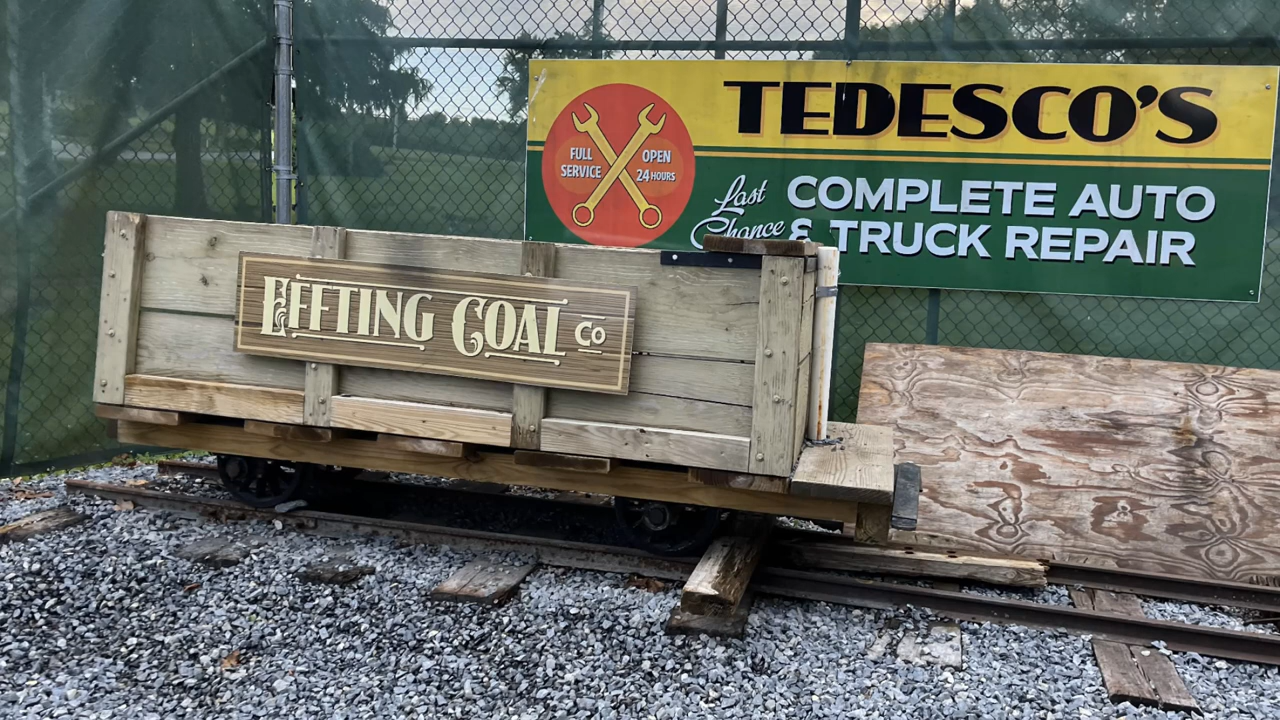 TEDESCO'S
FULL SERVICE
OPEN 24 HOURS
Last Chance
COMPLETE AUTO
& TRUCK REPAIR
EFFTING COAL CO